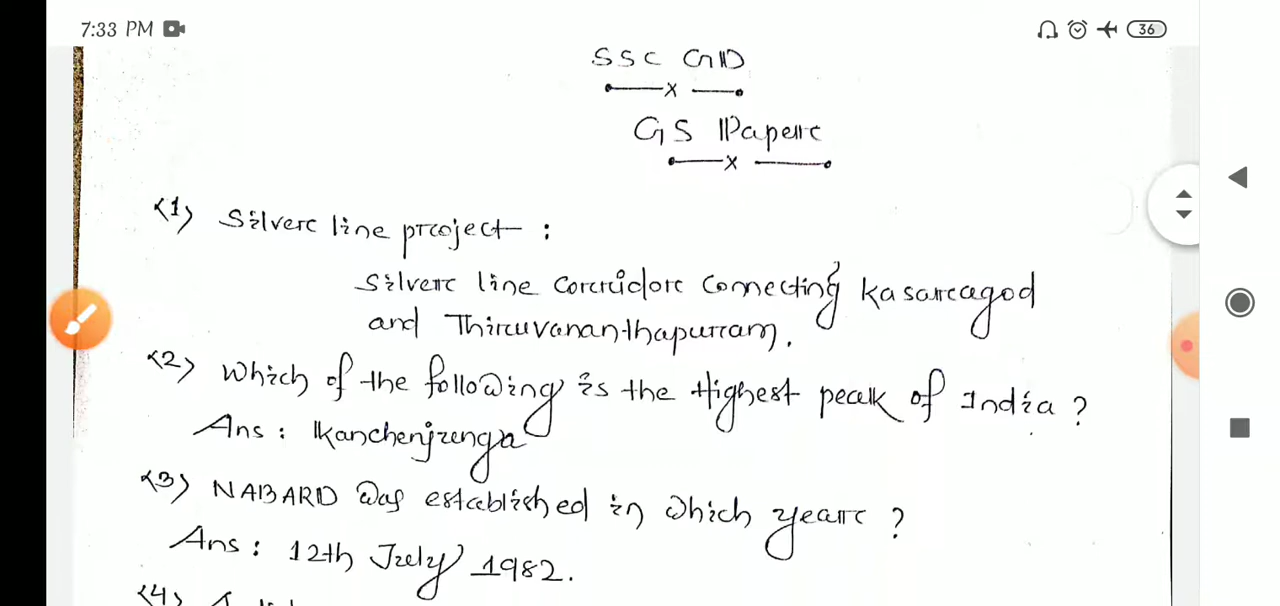 7:33 PM
36
SSC GD
GS Paper
(1) Silver line project :
Silver line Corridor Connecting Kasaragod
and Thiruvananthapuram.
(2) Which of the following is the Highest peak of India ?
Ans : Kanchenjunga
(3) NABARD was established in which year ?
Ans : 12th July 1982.
(4)